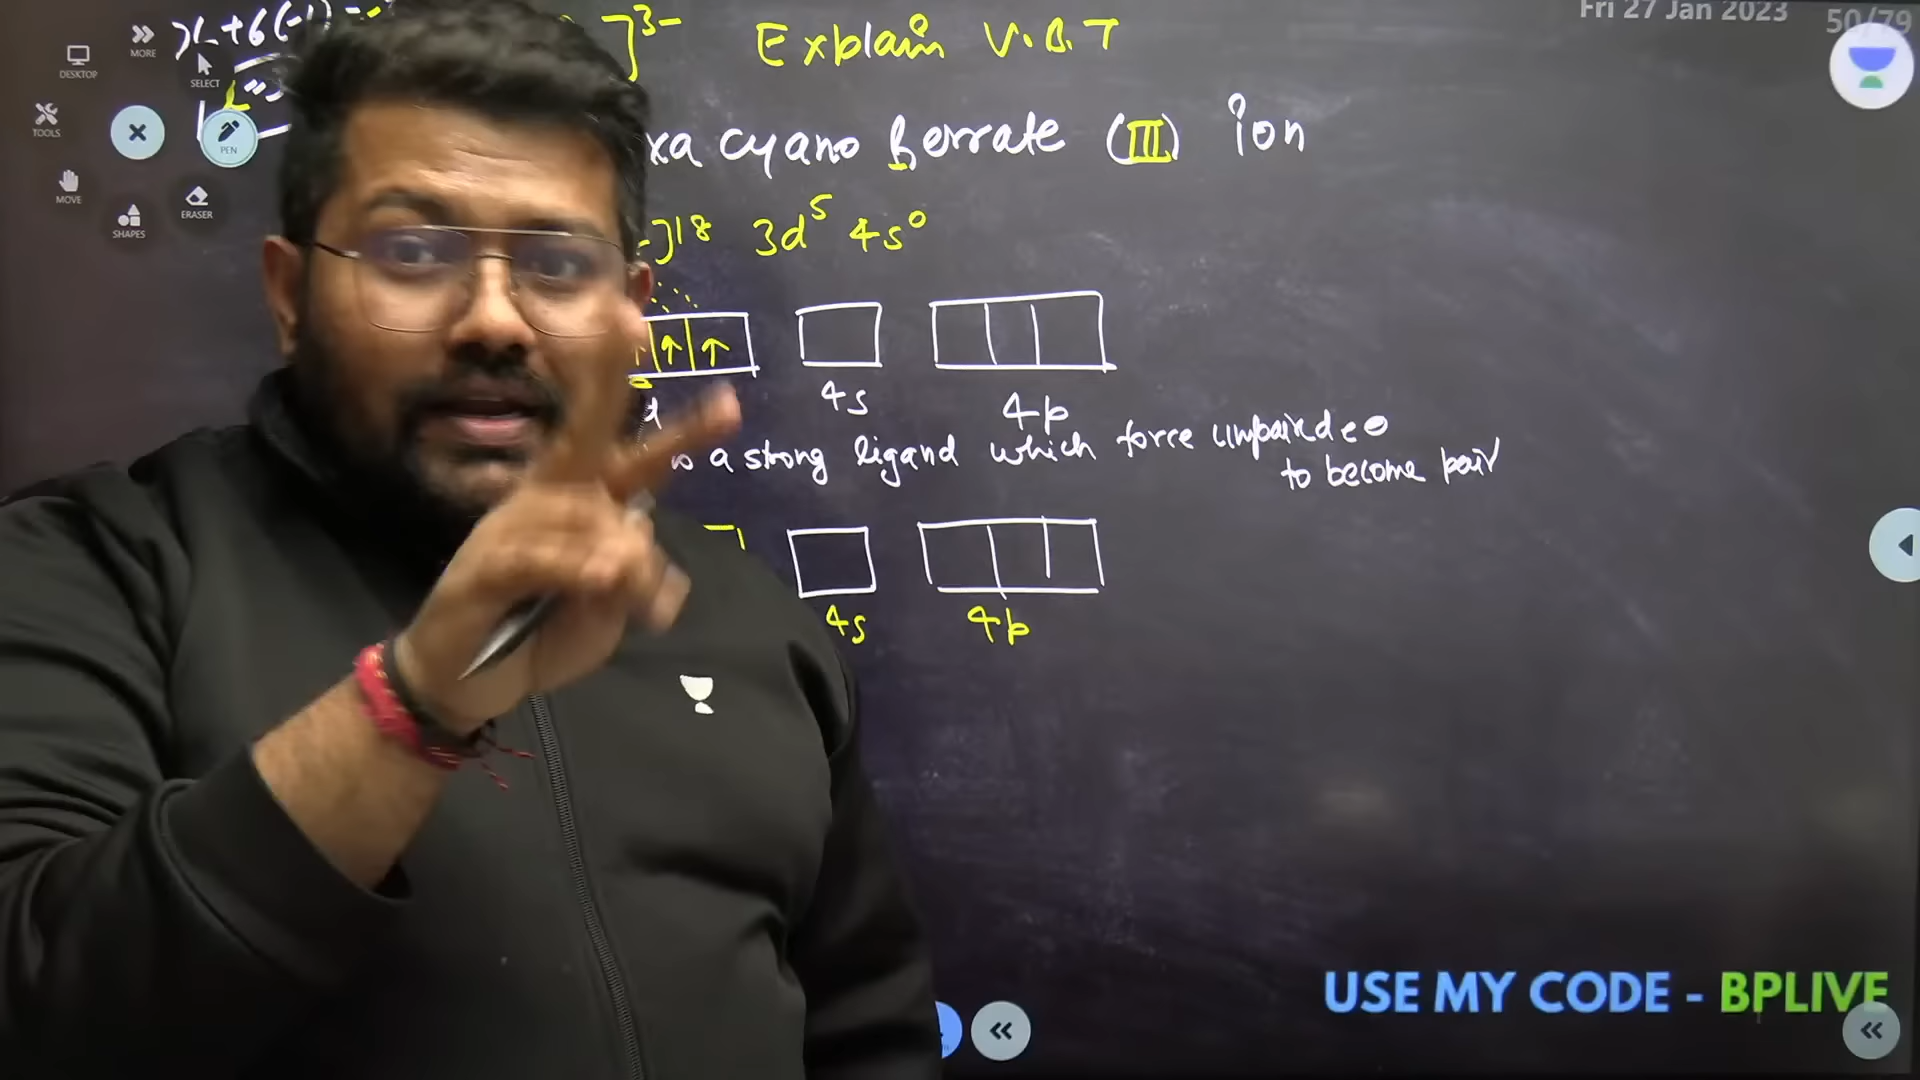 Fri 27 Jan 2023
50/79
MORE
DESKTOP
SELECT
TOOLS
PEN
MOVE
ERASER
SHAPES
x+6(-1)
]3- Explain V.B.T
xa cyano ferrate (III) ion
]18 3d5 4s0
↑ ↑ ↑
d 4s 4p
a strong ligand which force unpaired e⊖
to become pair
4s 4p
USE MY CODE - BPLIVE